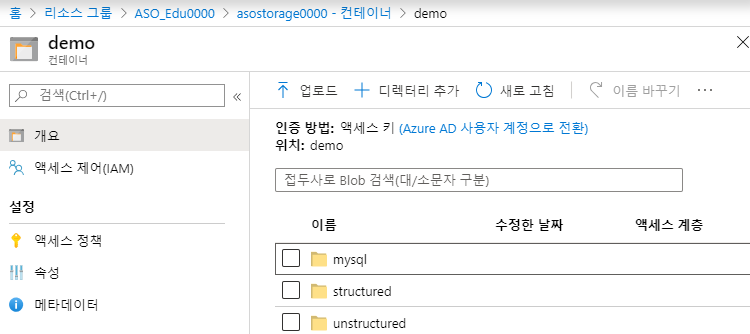 홈 > 리소스 그룹 > ASO_Edu0000 > asostorage0000 - 컨테이너 > demo
demo
컨테이너
검색(Ctrl+/)
«
개요
액세스 제어(IAM)
설정
액세스 정책
속성
메타데이터
업로드 디렉터리 추가 새로 고침 이름 바꾸기 ···
인증 방법: 액세스 키 (Azure AD 사용자 계정으로 전환)
위치: demo
접두사로 Blob 검색(대/소문자 구분)
이름 수정한 날짜 액세스 계층
mysql
structured
unstructured